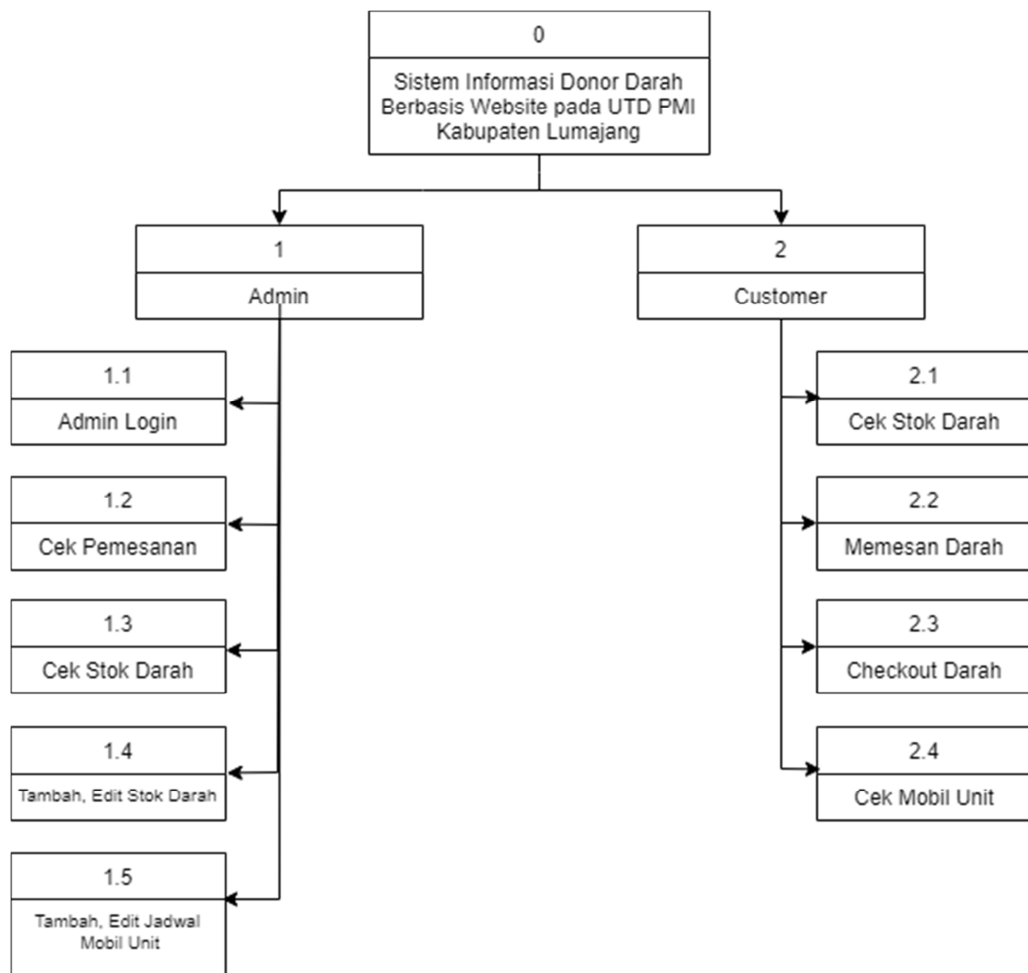 0
Sistem Informasi Donor Darah
Berbasis Website pada UTD PMI
Kabupaten Lumajang
1
Admin
2
Customer
1.1
Admin Login
1.2
Cek Pemesanan
1.3
Cek Stok Darah
1.4
Tambah, Edit Stok Darah
1.5
Tambah, Edit Jadwal
Mobil Unit
2.1
Cek Stok Darah
2.2
Memesan Darah
2.3
Checkout Darah
2.4
Cek Mobil Unit